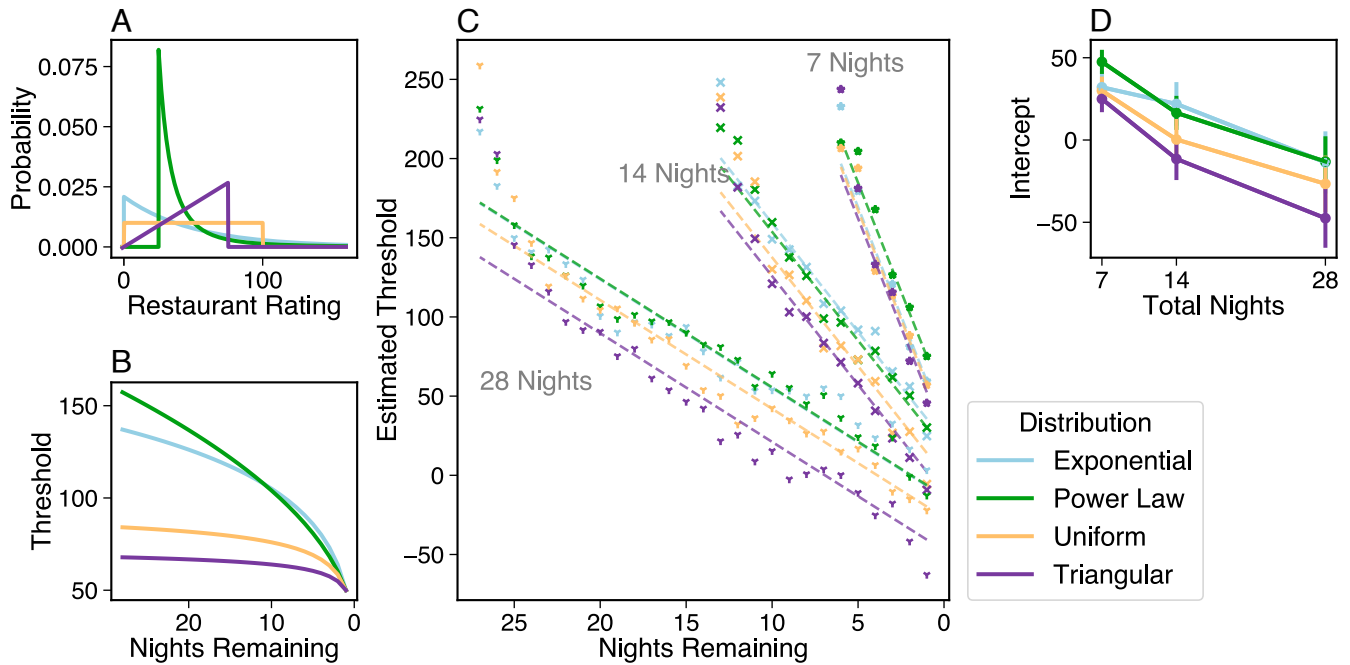 A
Probability
0.075
0.050
0.025
0.000
0
100
Restaurant Rating
B
Threshold
150
100
50
20
10
0
Nights Remaining
C
Estimated Threshold
250
200
150
100
50
0
−50
7 Nights
14 Nights
28 Nights
25
20
15
10
5
0
Nights Remaining
D
Intercept
50
0
−50
7
14
28
Total Nights
Distribution
Exponential
Power Law
Uniform
Triangular